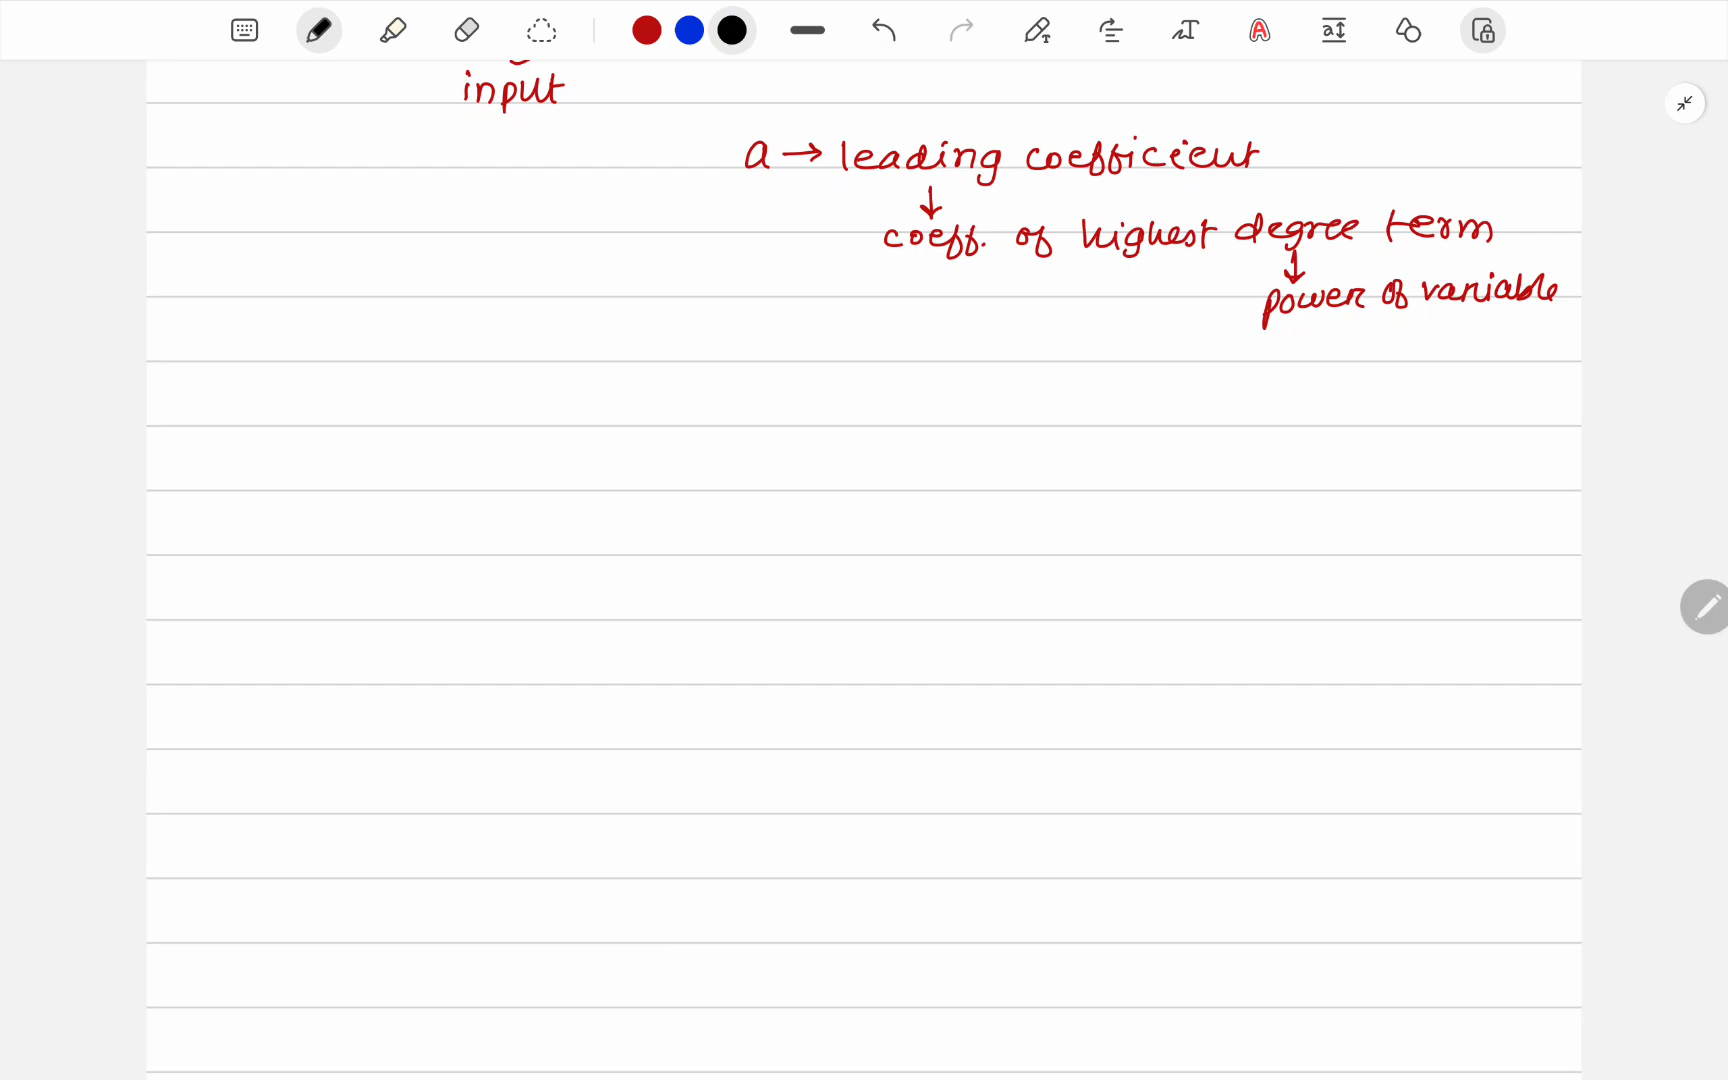 input
a → leading coefficient
↓
coeff. of highest degree term
↓
power of variable